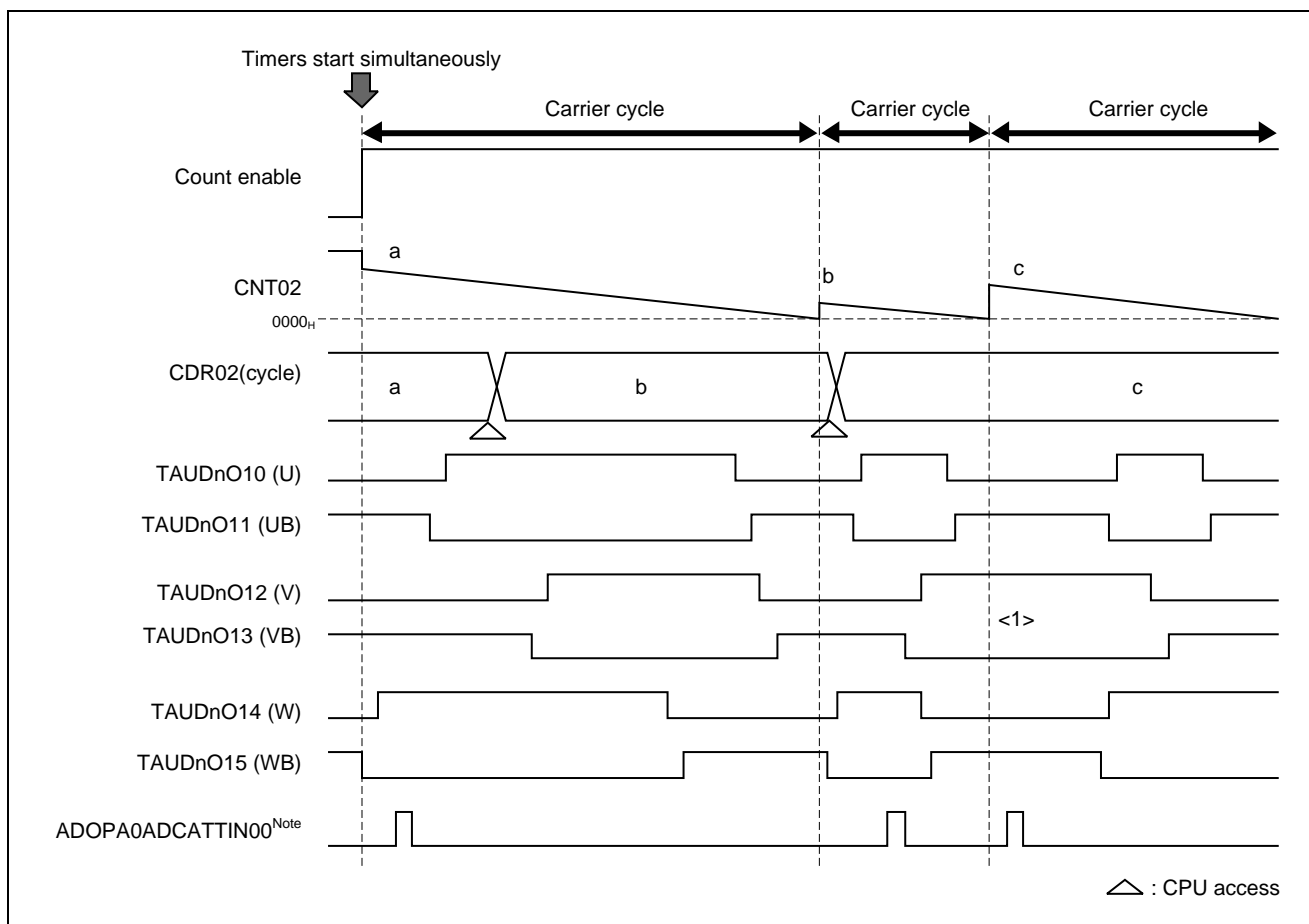 Timers start simultaneously
Carrier cycle Carrier cycle Carrier cycle
Count enable
a b c
CNT02
0000H
CDR02(cycle)
a b c
TAUDnO10 (U)
TAUDnO11 (UB)
TAUDnO12 (V)
<1>
TAUDnO13 (VB)
TAUDnO14 (W)
TAUDnO15 (WB)
ADOPA0ADCATTIN00Note
: CPU access